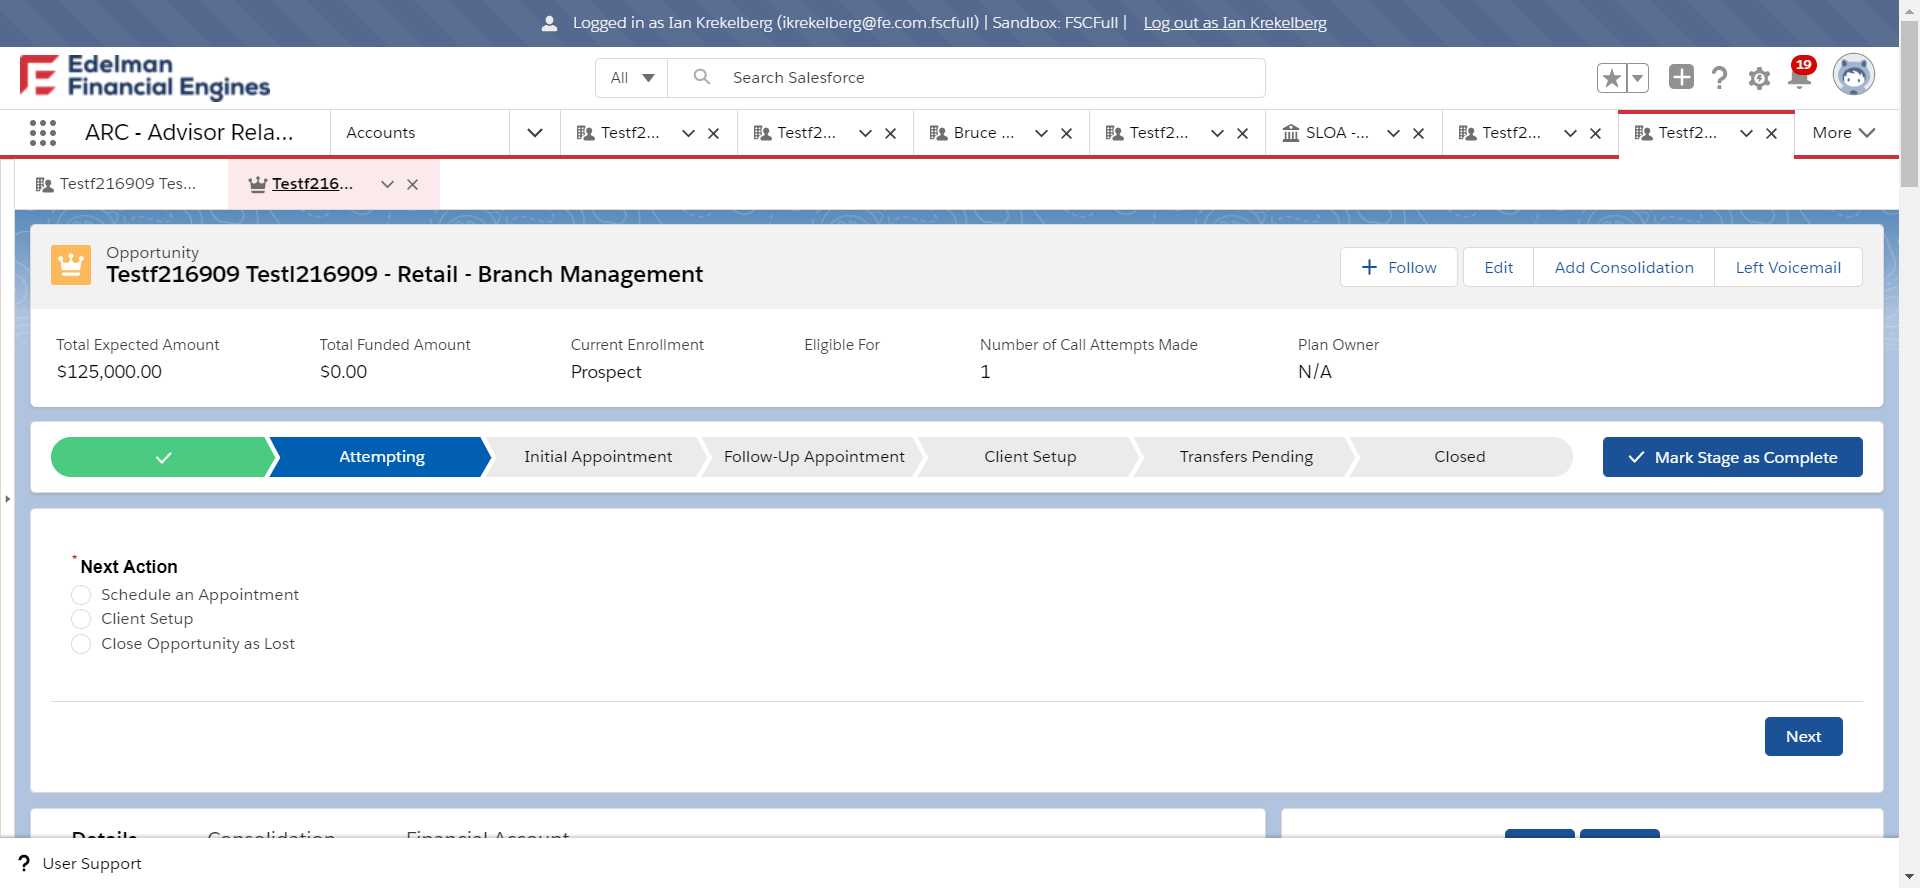 Logged in as Ian Krekelberg (ikrekelberg@fe.com.fscfull) | Sandbox: FSCFull | Log out as Ian Krekelberg
Edelman
Financial Engines
All
Search Salesforce
19
ARC - Advisor Rela...
Accounts
Testf2...
Testf2...
Bruce ...
Testf2...
SLOA -...
Testf2...
Testf2...
More
Testf216909 Tes...
Testf216...
Opportunity
Testf216909 Testl216909 - Retail - Branch Management
Follow
Edit
Add Consolidation
Left Voicemail
Total Expected Amount
$125,000.00
Total Funded Amount
$0.00
Current Enrollment
Prospect
Eligible For
Number of Call Attempts Made
1
Plan Owner
N/A
Attempting
Initial Appointment
Follow-Up Appointment
Client Setup
Transfers Pending
Closed
Mark Stage as Complete
* Next Action
Schedule an Appointment
Client Setup
Close Opportunity as Lost
Next
Details
Consolidation
Financial Account
? User Support